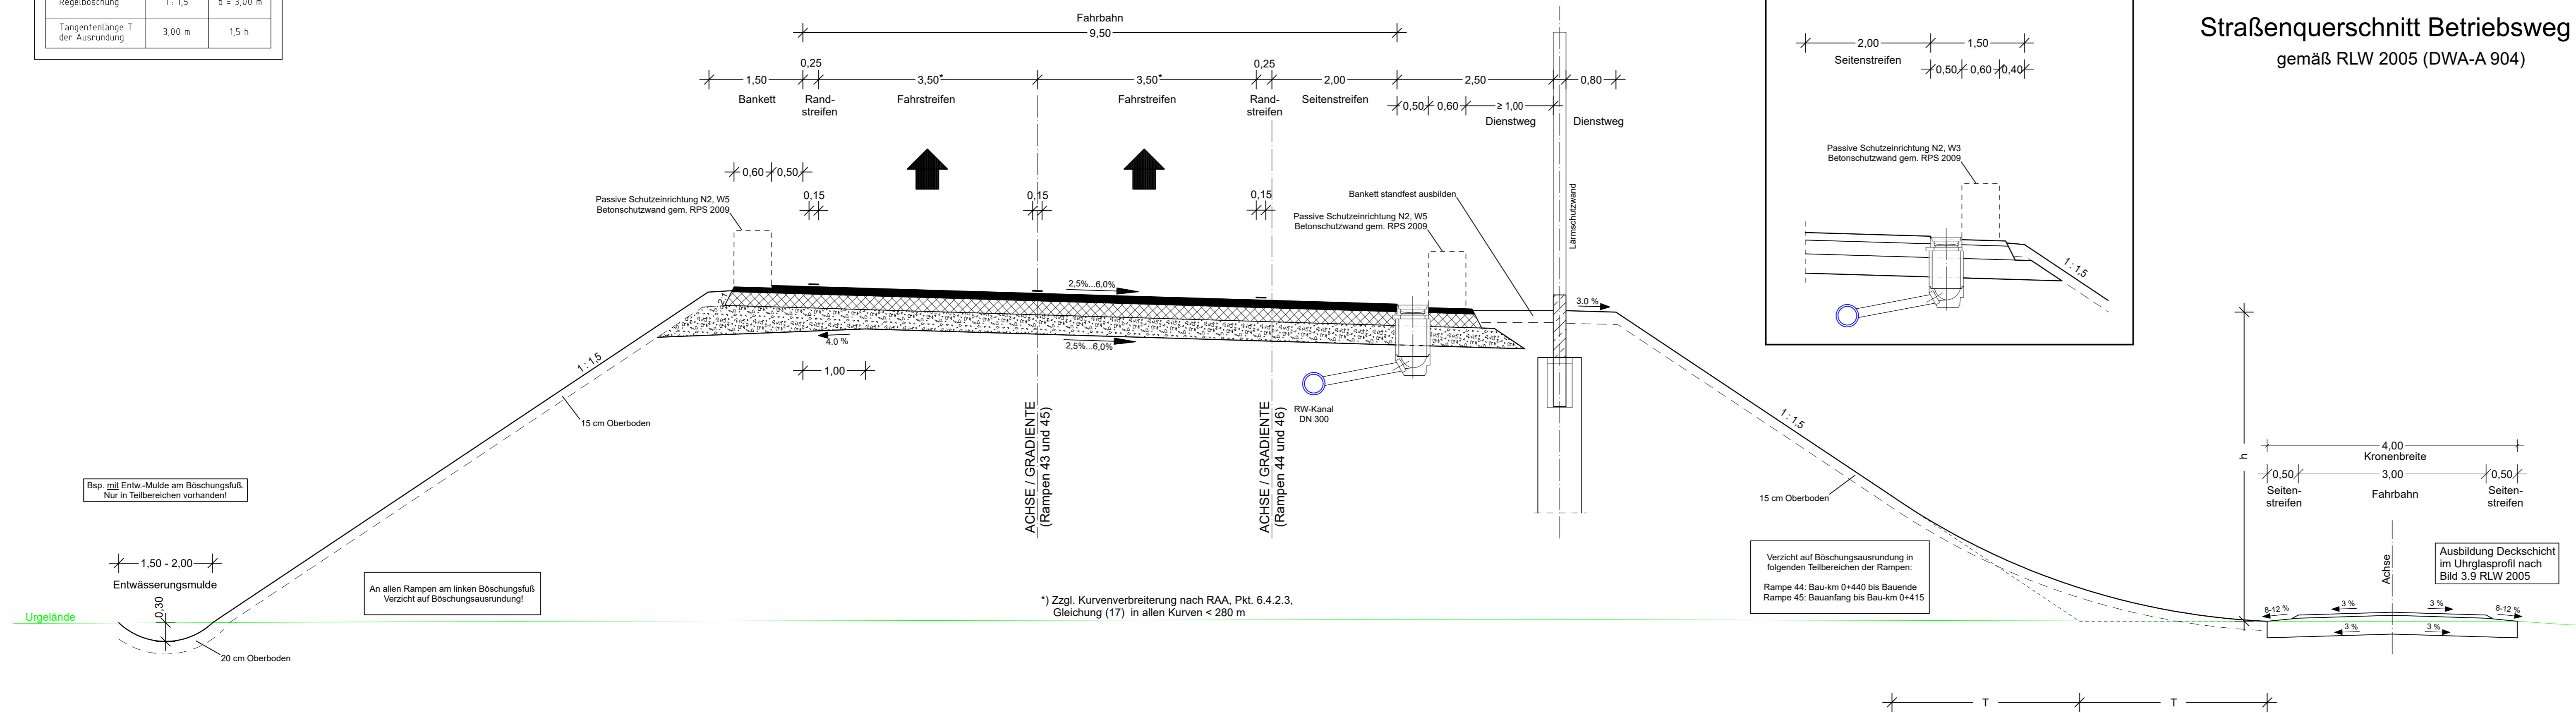 Regelböschung 1 : 1,5 b = 3,00 m
Tangentenlänge T
der Ausrundung 3,00 m 1,5 h
Straßenquerschnitt Betriebsweg
gemäß RLW 2005 (DWA-A 904)
Fahrbahn
9,50
0,25 0,25
1,50 3,50* 3,50* 2,00 2,50 0,80
Bankett Rand- Fahrstreifen Fahrstreifen Rand- Seitenstreifen
streifen streifen
0,50 0,60 ≥ 1,00
Dienstweg Dienstweg
0,60 0,50
0,15 0,15 0,15
Passive Schutzeinrichtung N2, W5
Betonschutzwand gem. RPS 2009
Bankett standfest ausbilden
Passive Schutzeinrichtung N2, W5
Betonschutzwand gem. RPS 2009
Lärmschutzwand
2:1
2,5%...6,0%
3.0 %
4.0 %
2,5%...6,0%
1,00
1 : 1,5
15 cm Oberboden
RW-Kanal
DN 300
ACHSE / GRADIENTE
(Rampen 43 und 45)
ACHSE / GRADIENTE
(Rampen 44 und 46)
2,00 1,50
Seitenstreifen
0,50 0,60 0,40
Passive Schutzeinrichtung N2, W3
Betonschutzwand gem. RPS 2009
1 : 1,5
1 : 1,5
15 cm Oberboden
h
4,00
Kronenbreite
0,50 3,00 0,50
Seiten- Fahrbahn Seiten-
streifen streifen
Achse
Ausbildung Deckschicht
im Uhrglasprofil nach
Bild 3.9 RLW 2005
8-12 % 3 % 3 % 8-12 %
3 % 3 %
Bsp. mit Entw.-Mulde am Böschungsfuß.
Nur in Teilbereichen vorhanden!
1,50 - 2,00
Entwässerungsmulde
0,30
Urgelände
20 cm Oberboden
An allen Rampen am linken Böschungsfuß
Verzicht auf Böschungsausrundung!
*) Zzgl. Kurvenverbreiterung nach RAA, Pkt. 6.4.2.3,
Gleichung (17) in allen Kurven < 280 m
Verzicht auf Böschungsausrundung in
folgenden Teilbereichen der Rampen:
Rampe 44: Bau-km 0+440 bis Bauende
Rampe 45: Bauanfang bis Bau-km 0+415
T T